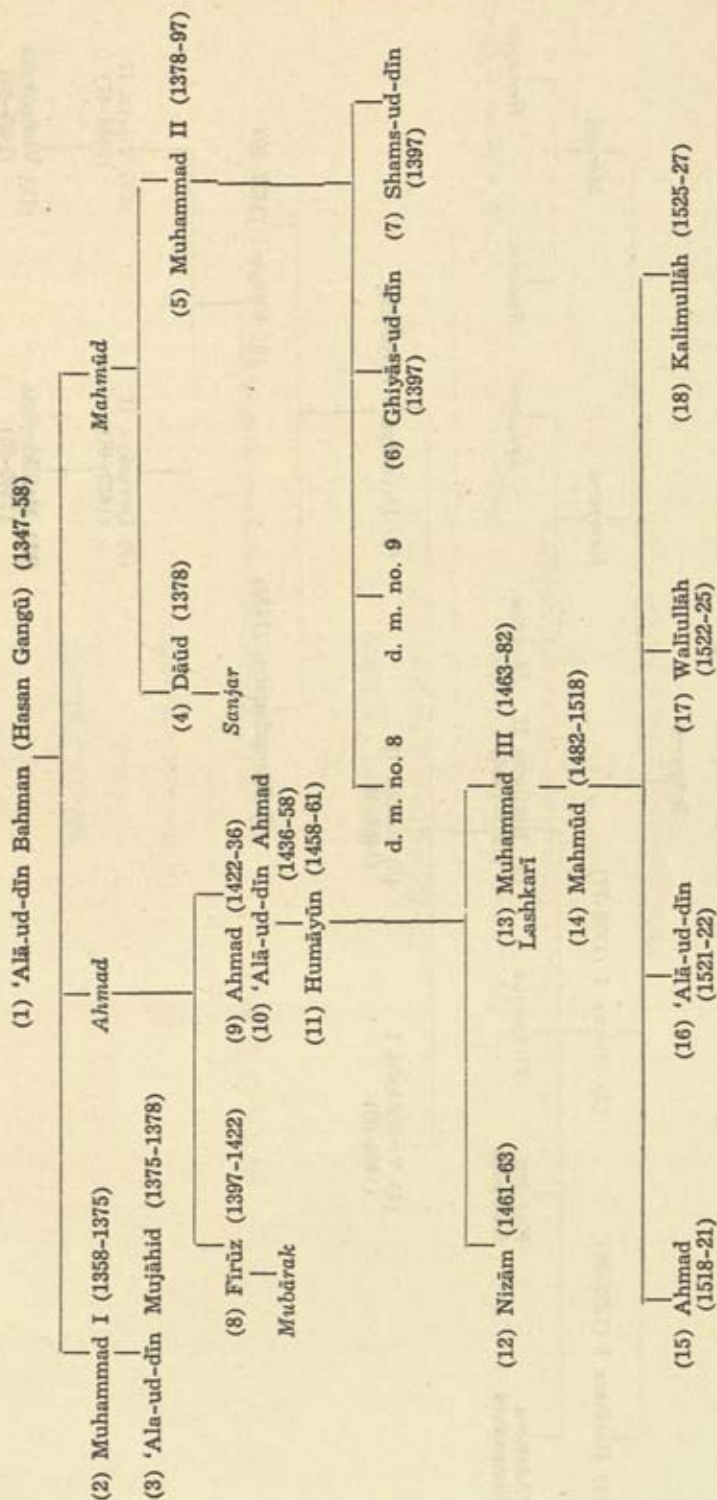 (1) ‘Alā-ud-dīn Bahman (Hasan Gangū) (1347-58)
(2) Muhammad I (1358-1375)
Ahmad
Mahmūd
(3) ‘Ala-ud-dīn Mujāhid (1375-1378)
(4) Dāūd (1378)
(5) Muhammad II (1378-97)
Sanjar
(8) Fīrūz (1397-1422)
(9) Ahmad (1422-36)
(10) ‘Alā-ud-dīn Ahmad
(1436-58)
Mubārak
(11) Humāyūn (1458-61)
d. m. no. 8
d. m. no. 9
(6) Ghiyās-ud-dīn
(1397)
(7) Shams-ud-dīn
(1397)
(12) Nizām (1461-63)
(13) Muhammad III (1463-82)
Lashkarī
(14) Mahmūd (1482-1518)
(15) Ahmad
(1518-21)
(16) ‘Alā-ud-dīn
(1521-22)
(17) Walīullāh
(1522-25)
(18) Kalimullāh (1525-27)